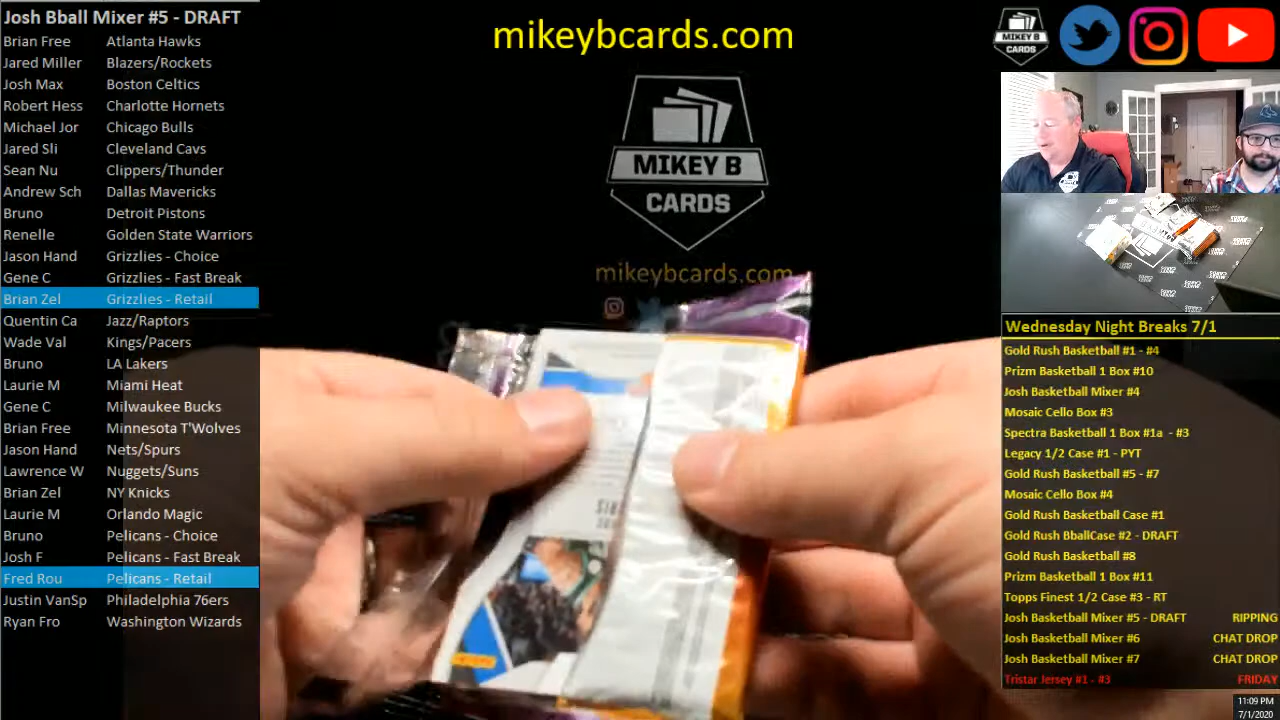 Josh Bball Mixer #5 - DRAFT
Brian Free Atlanta Hawks
Jared Miller Blazers/Rockets
Josh Max Boston Celtics
Robert Hess Charlotte Hornets
Michael Jor Chicago Bulls
Jared Sli Cleveland Cavs
Sean Nu Clippers/Thunder
Andrew Sch Dallas Mavericks
Bruno Detroit Pistons
Renelle Golden State Warriors
Jason Hand Grizzlies - Choice
Gene C Grizzlies - Fast Break
Brian Zel Grizzlies - Retail
Quentin Ca Jazz/Raptors
Wade Val Kings/Pacers
Bruno LA Lakers
Laurie M Miami Heat
Gene C Milwaukee Bucks
Brian Free Minnesota T'Wolves
Jason Hand Nets/Spurs
Lawrence W Nuggets/Suns
Brian Zel NY Knicks
Laurie M Orlando Magic
Bruno Pelicans - Choice
Josh F Pelicans - Fast Break
Fred Rou Pelicans - Retail
Justin VanSp Philadelphia 76ers
Ryan Fro Washington Wizards
mikeybcards.com
MIKEY B
CARDS
mikeybcards.com
MIKEY B
CARDS
Wednesday Night Breaks 7/1
Gold Rush Basketball #1 - #4
Prizm Basketball 1 Box #10
Josh Basketball Mixer #4
Mosaic Cello Box #3
Spectra Basketball 1 Box #1a - #3
Legacy 1/2 Case #1 - PYT
Gold Rush Basketball #5 - #7
Mosaic Cello Box #4
Gold Rush Basketball Case #1
Gold Rush BballCase #2 - DRAFT
Gold Rush Basketball #8
Prizm Basketball 1 Box #11
Topps Finest 1/2 Case #3 - RT
Josh Basketball Mixer #5 - DRAFT RIPPING
Josh Basketball Mixer #6 CHAT DROP
Josh Basketball Mixer #7 CHAT DROP
Tristar Jersey #1 - #3 FRIDAY
11:09 PM
7/1/2020